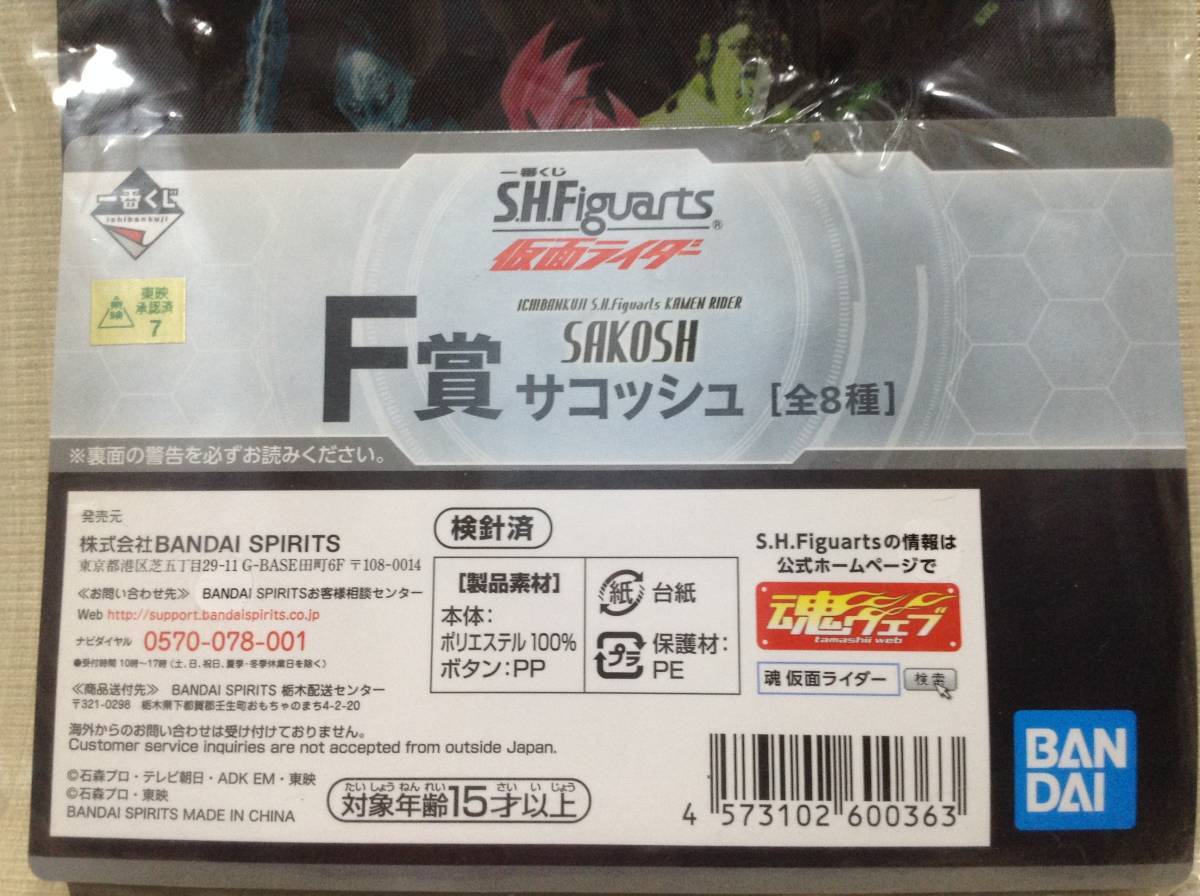 一番くじ
ichibankuji
一番くじ
S.H.Figuarts®
仮面ライダー
東映
承認済
7
東映
ICHIBANKUJI S.H.Figuarts KAMEN RIDER
SAKOSH
F賞 サコッシュ [全8種]
※裏面の警告を必ずお読みください。
発売元
株式会社BANDAI SPIRITS
東京都港区芝五丁目29-11 G-BASE田町6F 〒108-0014
≪お問い合わせ先≫ BANDAI SPIRITSお客様相談センター
Web http://support.bandaispirits.co.jp
ナビダイヤル 0570-078-001
●受付時間 10時〜17時(土、日、祝日、夏季・冬季休業日を除く)
≪商品送付先≫ BANDAI SPIRITS 栃木配送センター
〒321-0298 栃木県下都賀郡壬生町おもちゃのまち4-2-20
海外からのお問い合わせは受け付けておりません。
Customer service inquiries are not accepted from outside Japan.
©石森プロ・テレビ朝日・ADK EM・東映
©石森プロ・東映
BANDAI SPIRITS MADE IN CHINA
検針済
[製品素材]
本体:
ポリエステル 100%
ボタン:PP
紙 台紙
プラ 保護材:
PE
たいしょうねんれい さいいじょう
対象年齢15才以上
S.H.Figuartsの情報は
公式ホームページで
魂ウェブ
tamashii web
魂 仮面ライダー 検索
4 573102 600363
BAN
DAI